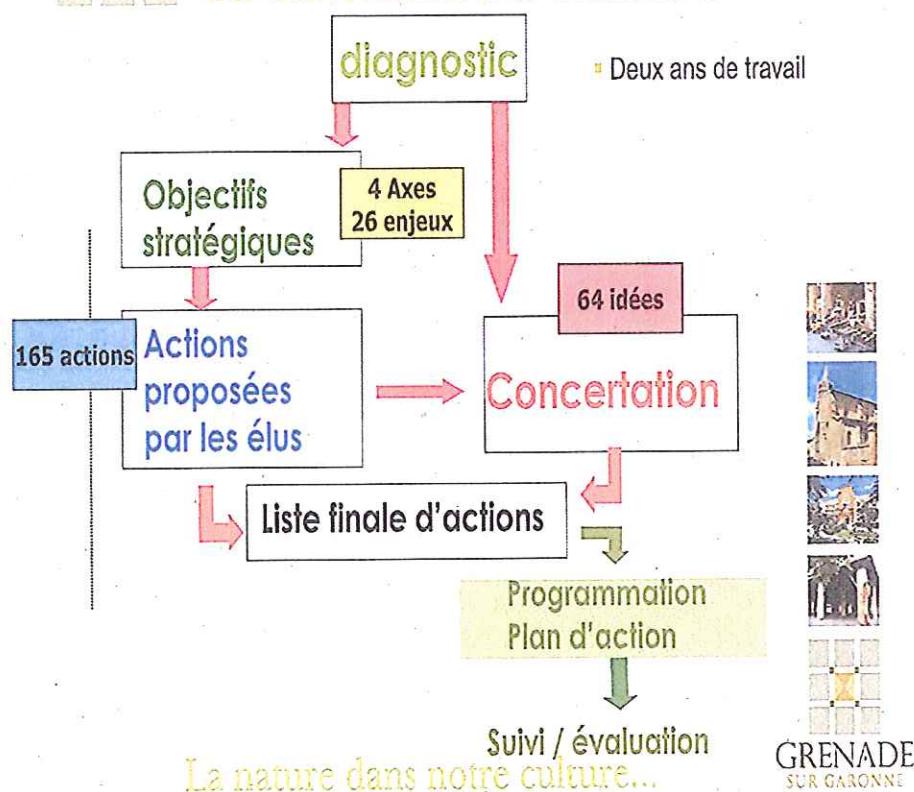 diagnostic
Deux ans de travail
Objectifs
stratégiques
4 Axes
26 enjeux
64 idées
165 actions
Actions
proposées
par les élus
Concertation
Liste finale d'actions
Programmation
Plan d'action
Suivi / évaluation
La nature dans notre culture...
GRENADE
SUR GARONNE